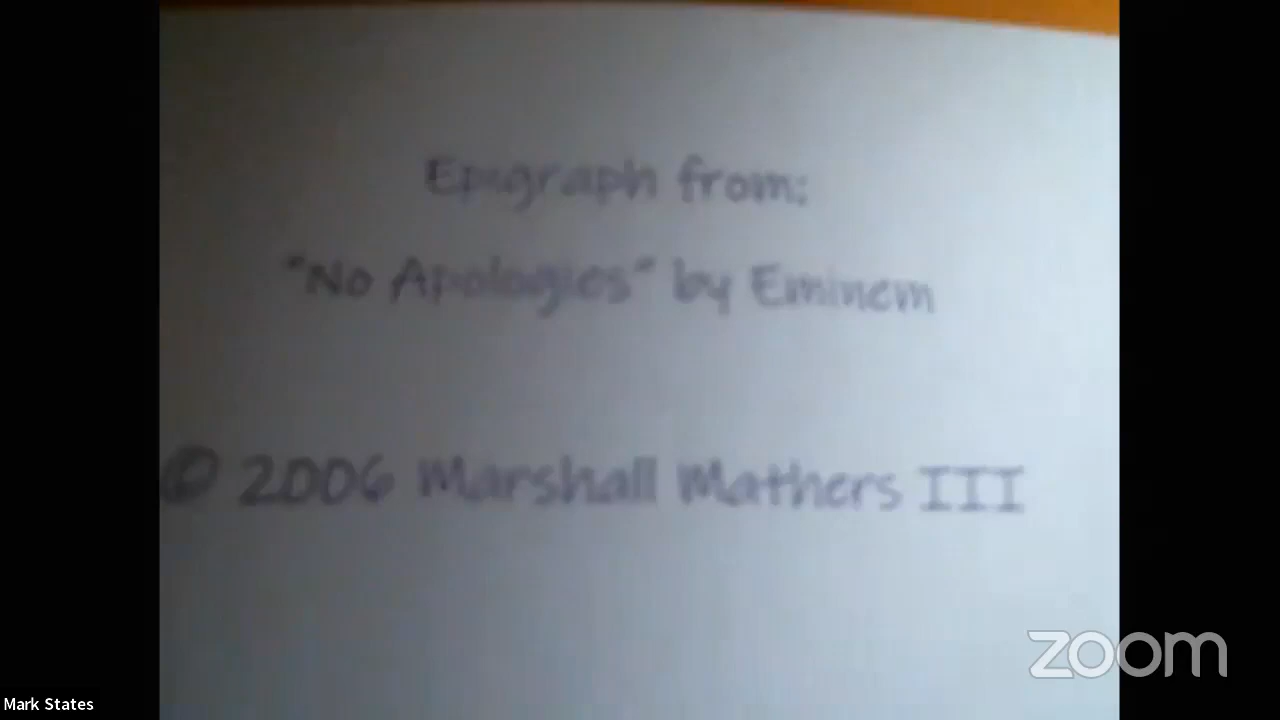 Epigraph from;
"No Apologies" by Eminem
© 2006 Marshall Mathers III
zoom
Mark States